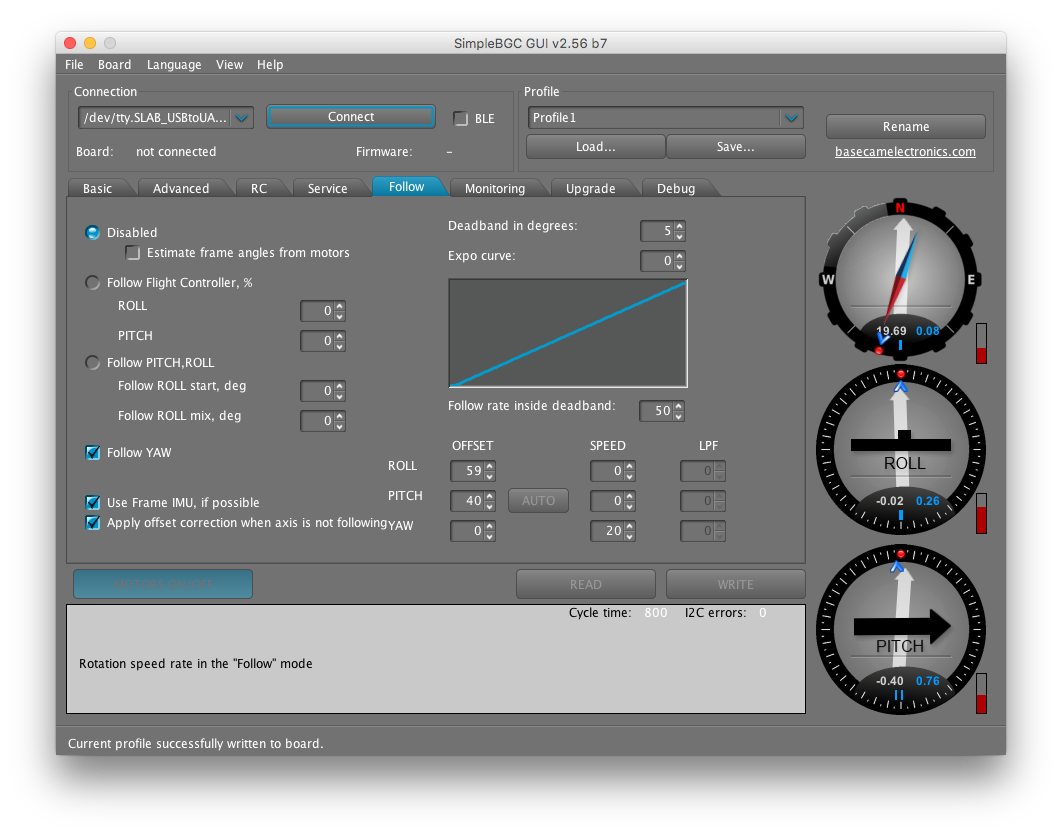 SimpleBGC GUI v2.56 b7
File Board Language View Help
Connection
/dev/tty.SLAB_USBtoUA...
Connect
BLE
Board: not connected
Firmware: -
Profile
Profile1
Load...
Save...
Rename
basecamelectronics.com
Basic Advanced RC Service Follow Monitoring Upgrade Debug
Disabled
Estimate frame angles from motors
Follow Flight Controller, %
ROLL 0
PITCH 0
Follow PITCH,ROLL
Follow ROLL start, deg 0
Follow ROLL mix, deg 0
Follow YAW
Use Frame IMU, if possible
Apply offset correction when axis is not following
Deadband in degrees: 5
Expo curve: 0
Follow rate inside deadband: 50
OFFSET SPEED LPF
ROLL 59 0 0
PITCH 40 AUTO 0 0
YAW 0 20 0
N
W E
19.69 0.08
ROLL
-0.02 0.26
PITCH
-0.40 0.76
MOTORS ON/OFF
READ
WRITE
Cycle time: 800 I2C errors: 0
Rotation speed rate in the "Follow" mode
Current profile successfully written to board.